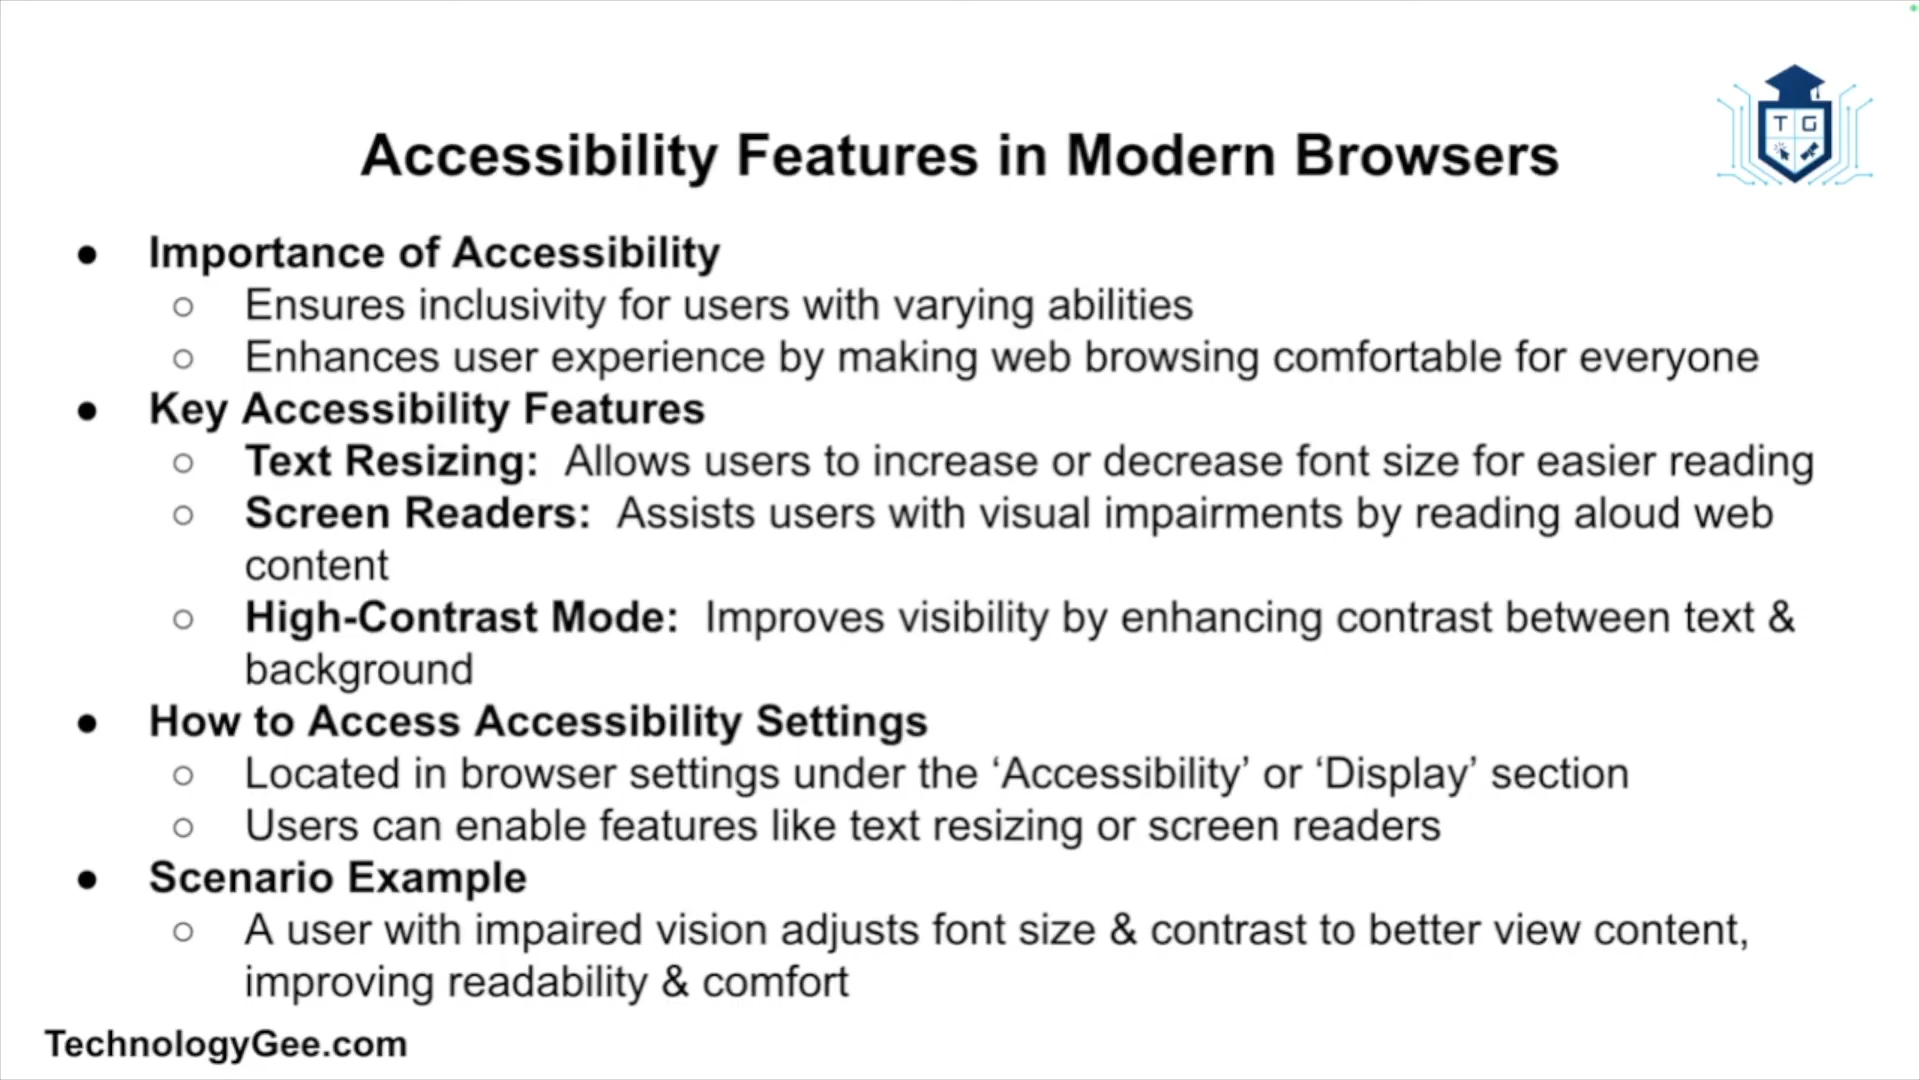 Accessibility Features in Modern Browsers
T G
● Importance of Accessibility
○ Ensures inclusivity for users with varying abilities
○ Enhances user experience by making web browsing comfortable for everyone
● Key Accessibility Features
○ Text Resizing: Allows users to increase or decrease font size for easier reading
○ Screen Readers: Assists users with visual impairments by reading aloud web
content
○ High-Contrast Mode: Improves visibility by enhancing contrast between text &
background
● How to Access Accessibility Settings
○ Located in browser settings under the ‘Accessibility’ or ‘Display’ section
○ Users can enable features like text resizing or screen readers
● Scenario Example
○ A user with impaired vision adjusts font size & contrast to better view content,
improving readability & comfort
TechnologyGee.com